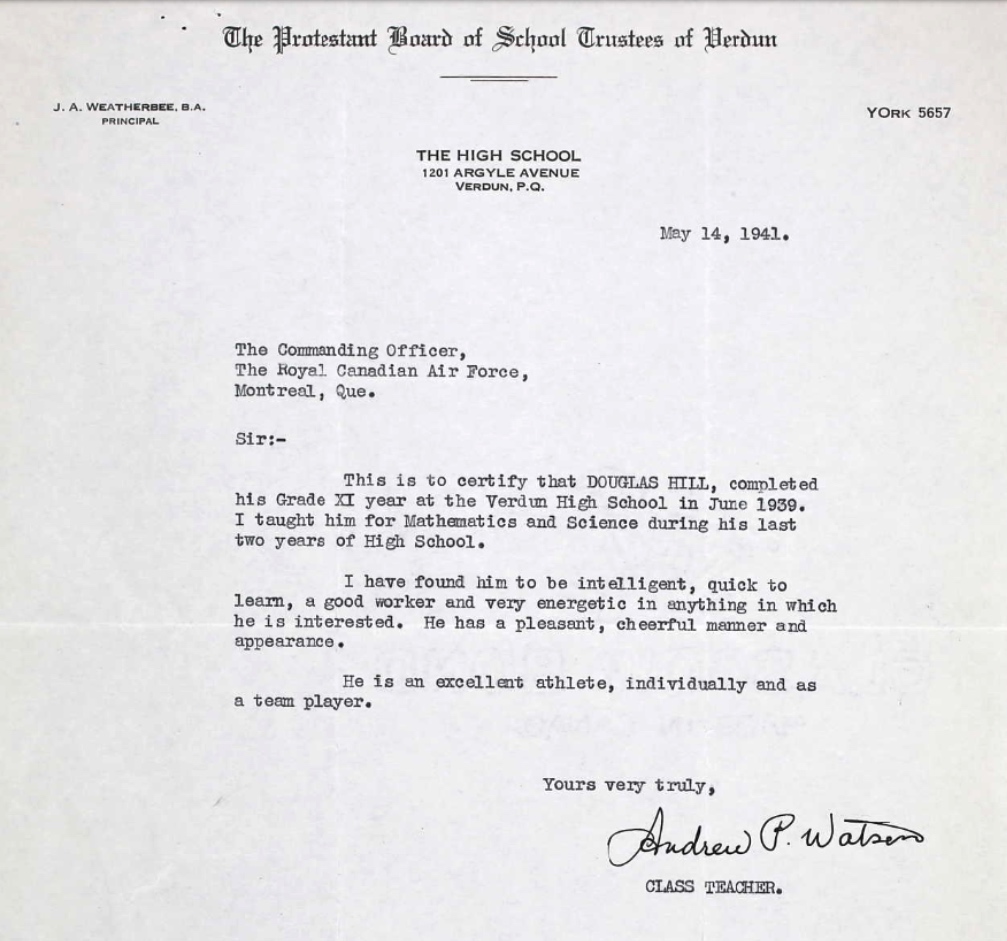 The Protestant Board of School Trustees of Verdun
J. A. WEATHERBEE, B.A.
PRINCIPAL
YORK 5657
THE HIGH SCHOOL
1201 ARGYLE AVENUE
VERDUN, P.Q.
May 14, 1941.
The Commanding Officer,
The Royal Canadian Air Force,
Montreal, Que.
Sir:-
This is to certify that DOUGLAS HILL, completed
his Grade XI year at the Verdun High School in June 1939.
I taught him for Mathematics and Science during his last
two years of High School.
I have found him to be intelligent, quick to
learn, a good worker and very energetic in anything in which
he is interested. He has a pleasant, cheerful manner and
appearance.
He is an excellent athlete, individually and as
a team player.
Yours very truly,
Andrew P. Watson
CLASS TEACHER.